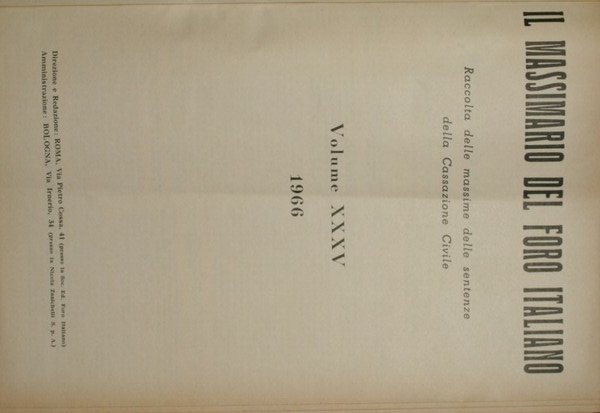 IL MASSIMARIO DEL FORO ITALIANO
Raccolta delle massime delle sentenze
della Cassazione Civile
Volume XXXV
1966
Direzione e Redazione: ROMA, Via Pietro Cossa, 41 (presso la Soc. Ed. Foro Italiano)
Amministrazione: BOLOGNA, Via Irnerio, 34 (presso la Nicola Zanichelli S. p. A.)